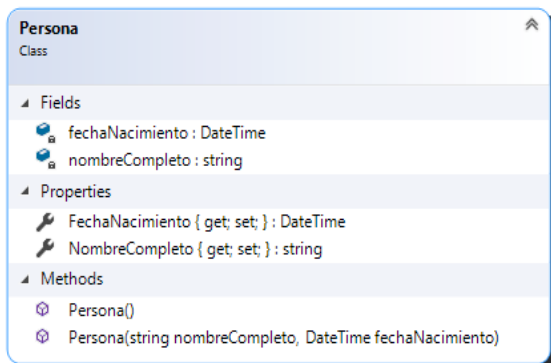 Persona
Class
Fields
fechaNacimiento : DateTime
nombreCompleto : string
Properties
FechaNacimiento { get; set; } : DateTime
NombreCompleto { get; set; } : string
Methods
Persona()
Persona(string nombreCompleto, DateTime fechaNacimiento)